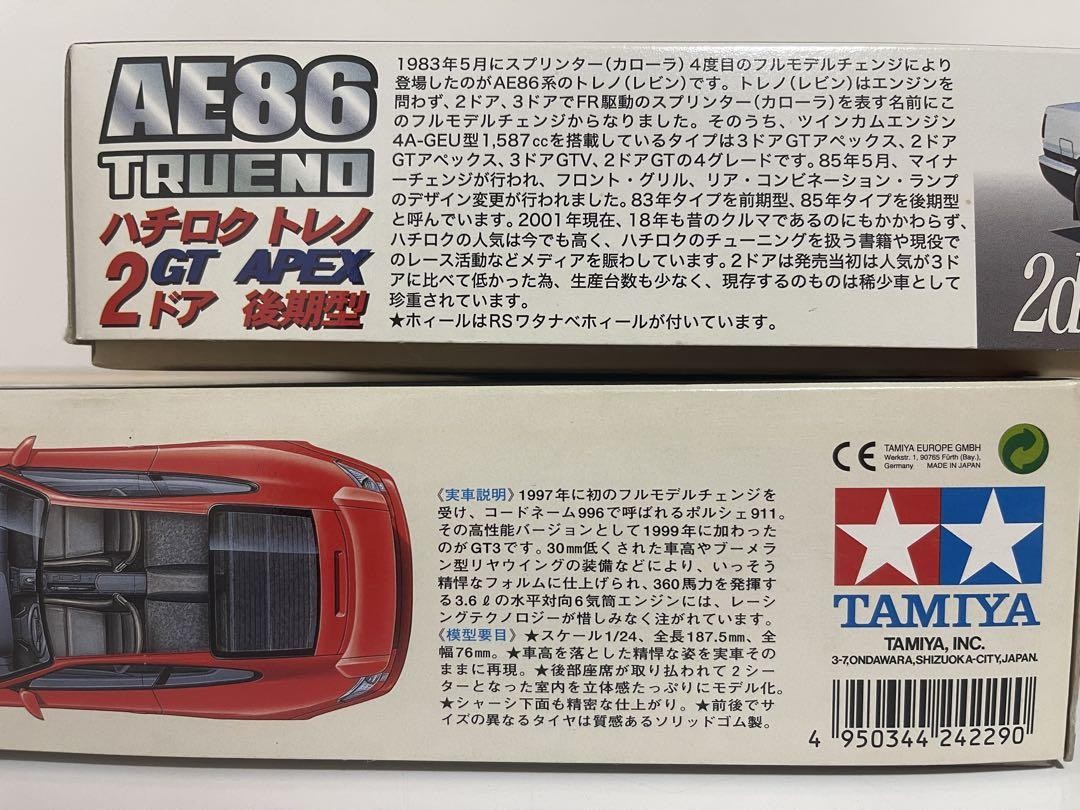 AE86
TRUENO
ハチロク トレノ
GT APEX
2ドア 後期型
1983年5月にスプリンター(カローラ)4度目のフルモデルチェンジにより
登場したのがAE86系のトレノ(レビン)です。トレノ(レビン)はエンジンを
問わず、2ドア、3ドアでFR駆動のスプリンター(カローラ)を表す名前にこ
のフルモデルチェンジからなりました。そのうち、ツインカムエンジン
4A-GEU型1,587ccを搭載しているタイプは3ドアGTアペックス、2ドア
GTアペックス、3ドアGTV、2ドアGTの4グレードです。85年5月、マイナ
ーチェンジが行われ、フロント・グリル、リア・コンビネーション・ランプ
のデザイン変更が行われました。83年タイプを前期型、85年タイプを後期型
と呼んでいます。2001年現在、18年も昔のクルマであるのにもかかわらず、
ハチロクの人気は今でも高く、ハチロクのチューニングを扱う書籍や現役で
のレース活動などメディアを賑わしています。2ドアは発売当初は人気が3ド
アに比べて低かった為、生産台数も少なく、現存するのものは稀少車として
珍重されています。
★ホィールはRSワタナベホィールが付いています。
2d
《実車説明》1997年に初のフルモデルチェンジを
受け、コードネーム996で呼ばれるポルシェ911。
その高性能バージョンとして1999年に加わった
のがGT3です。30mm低くされた車高やブーメラ
ン型リヤウイングの装備などにより、いっそう
精悍なフォルムに仕上げられ、360馬力を発揮す
る3.6ℓの水平対向6気筒エンジンには、レーシ
ングテクノロジーが惜しみなく注がれています。
《模型要目》★スケール1/24、全長187.5mm、全
幅76mm。★車高を落とした精悍な姿を実車その
ままに再現。★後部座席が取り払われて2シー
ターとなった室内を立体感たっぷりにモデル化。
★シャーシ下面も精密な仕上がり。★前後でサ
イズの異なるタイヤは質感あるソリッドゴム製。
CE
TAMIYA EUROPE GMBH
Werkstr. 1, 90765 Fürth (Bay.),
Germany MADE IN JAPAN
TAMIYA
TAMIYA, INC.
3-7,ONDAWARA,SHIZUOKA-CITY,JAPAN.
4 950344 242290